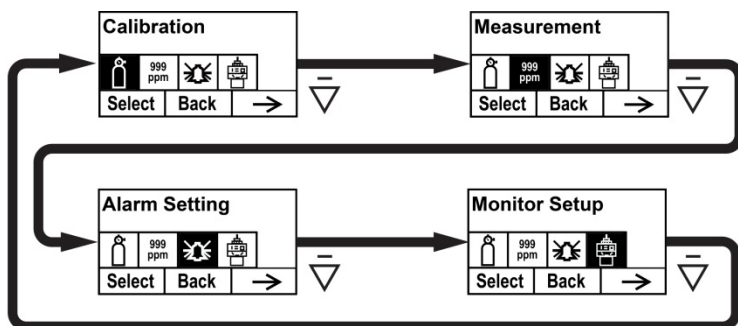 Calibration
999
ppm
Select Back →
Measurement
999
ppm
Select Back →
Alarm Setting
999
ppm
Select Back →
Monitor Setup
999
ppm
Select Back →